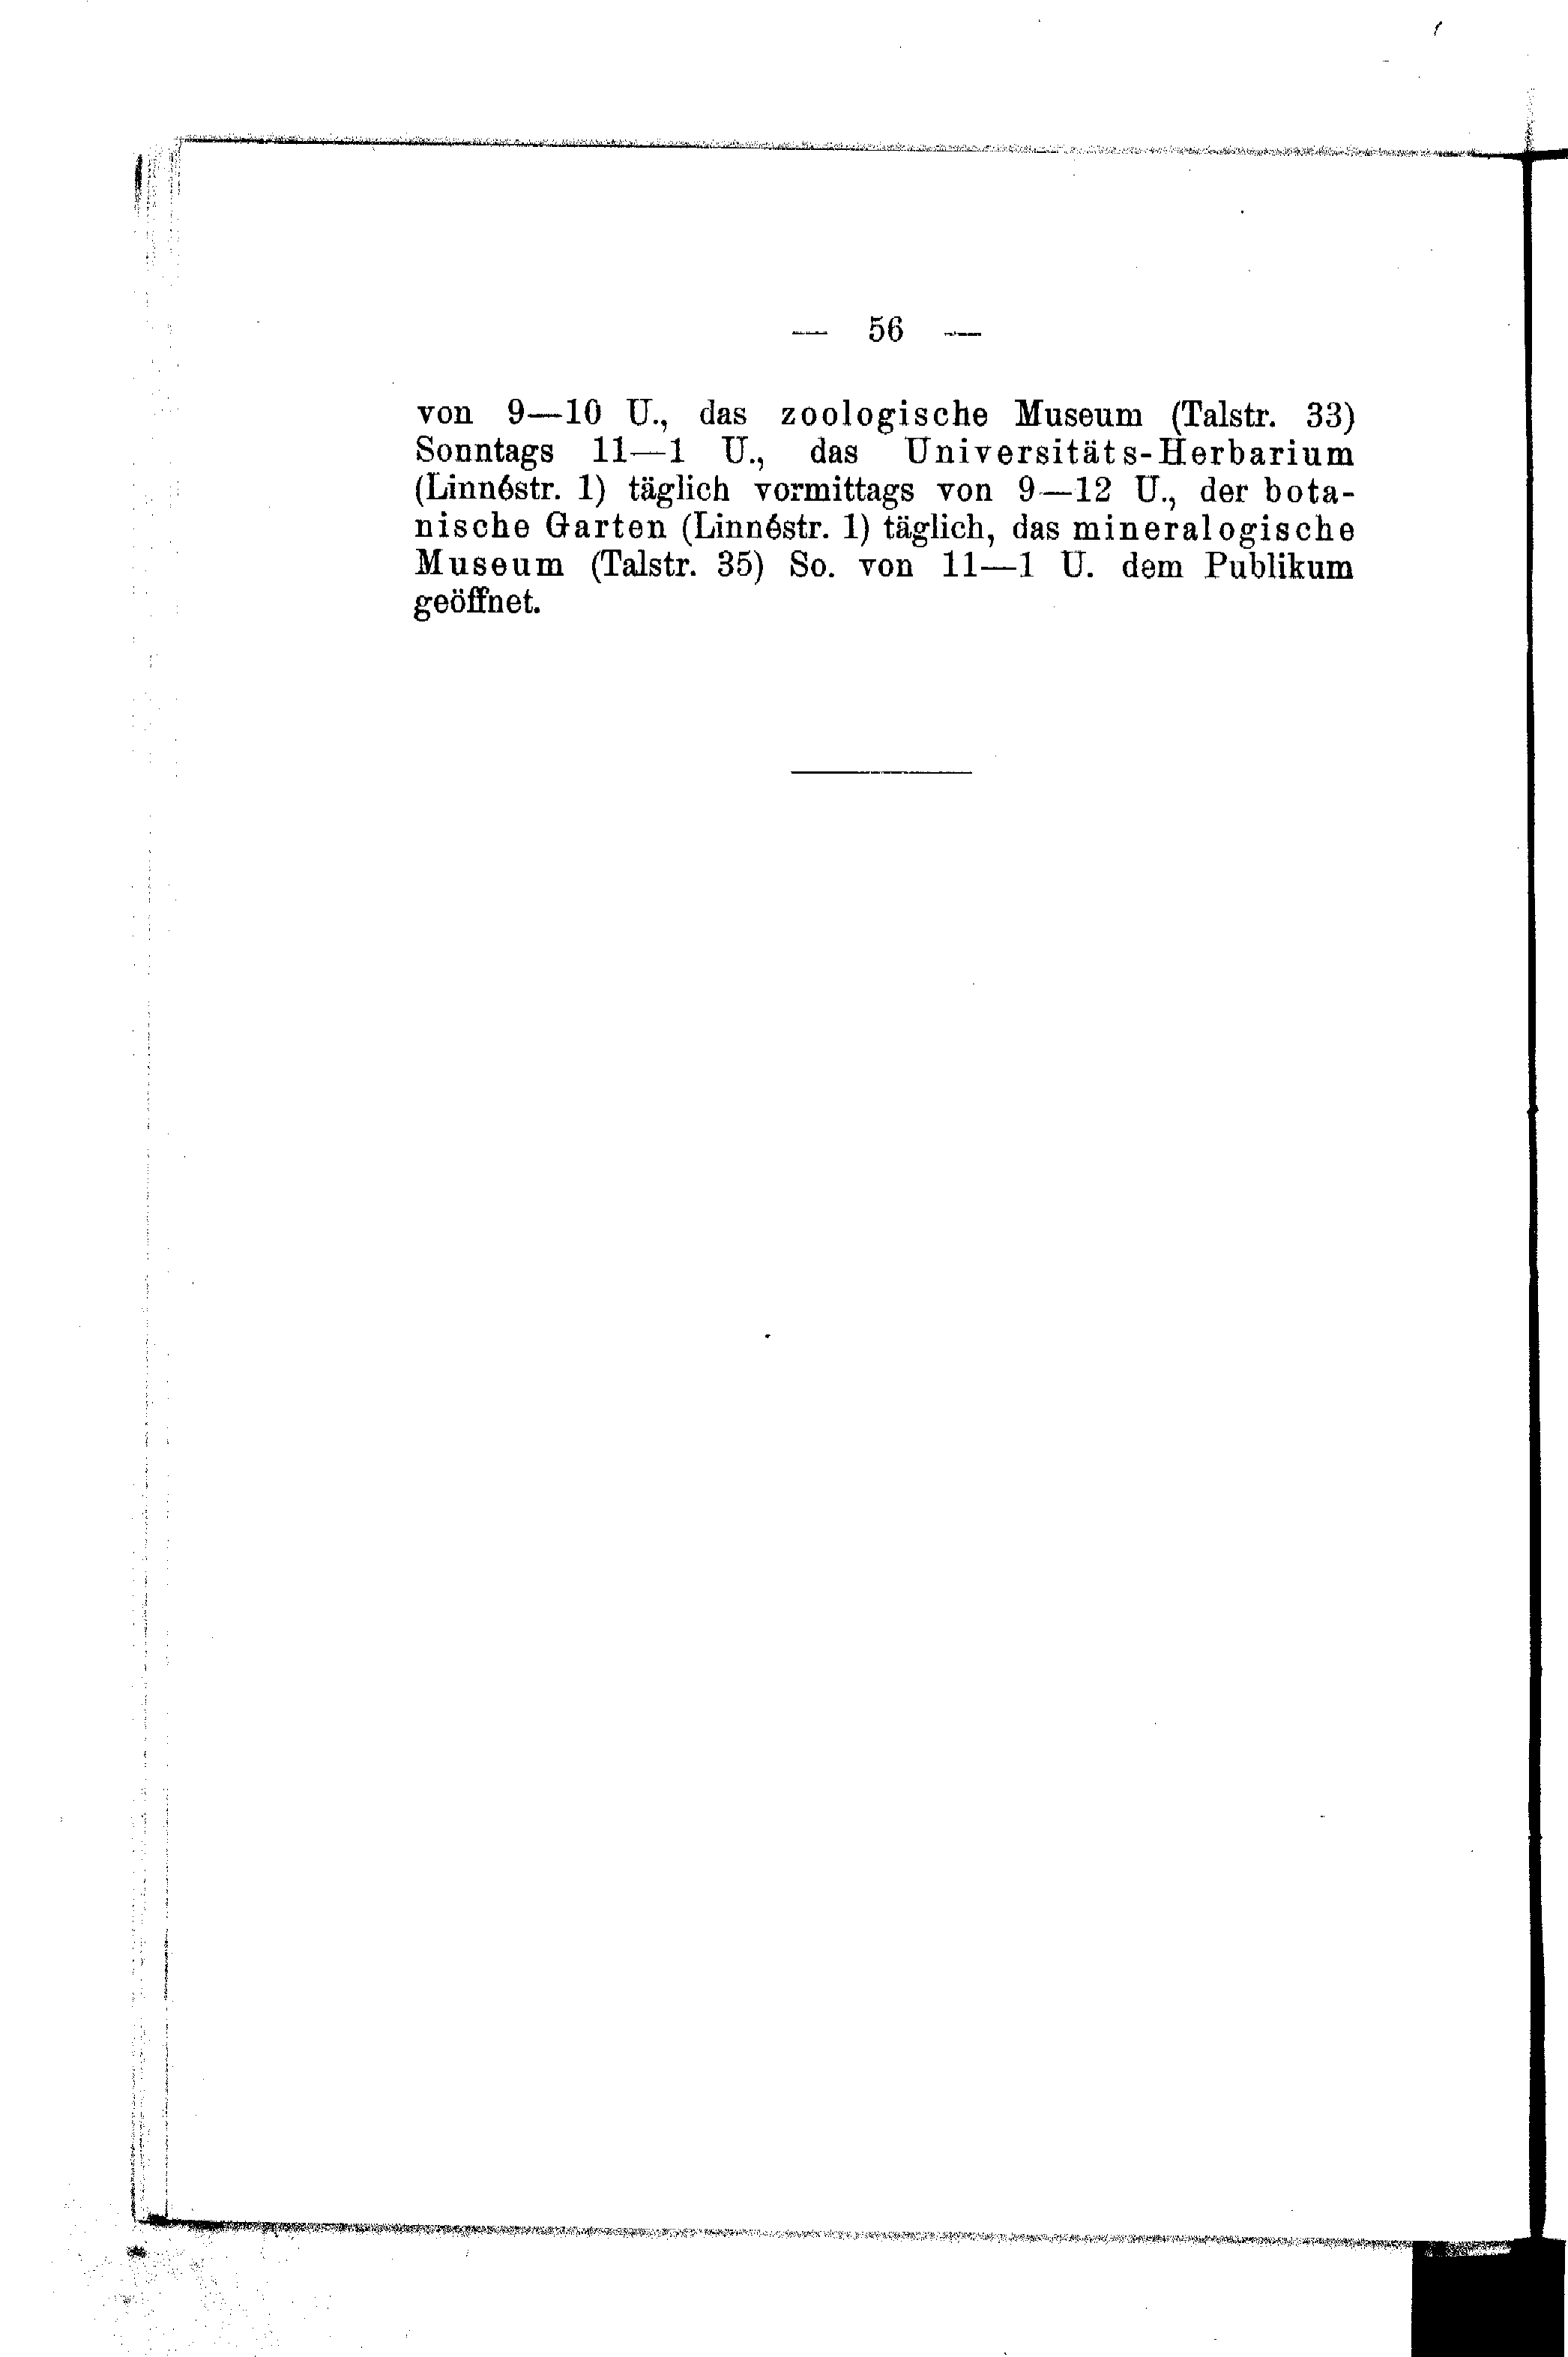 — 56 —
von 9—10 U., das zoologische Museum (Talstr. 33)
Sonntags 11—1 U., das Universitäts-Herbarium
(Linnéstr. 1) täglich vormittags von 9—12 U., der bota-
nische Garten (Linnéstr. 1) täglich, das mineralogische
Museum (Talstr. 35) So. von 11—1 U. dem Publikum
geöffnet.